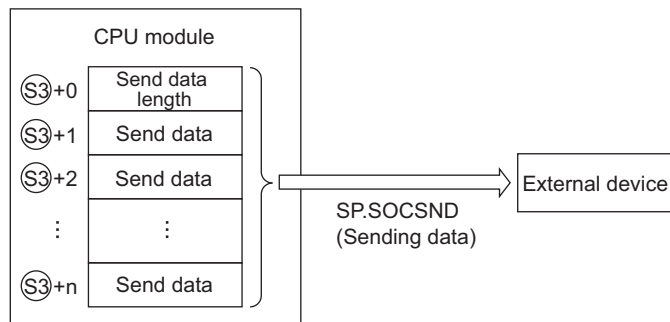 CPU module
S3+0 Send data
length
S3+1 Send data
S3+2 Send data
⋮ ⋮
S3+n Send data
SP.SOCSND
(Sending data)
External device